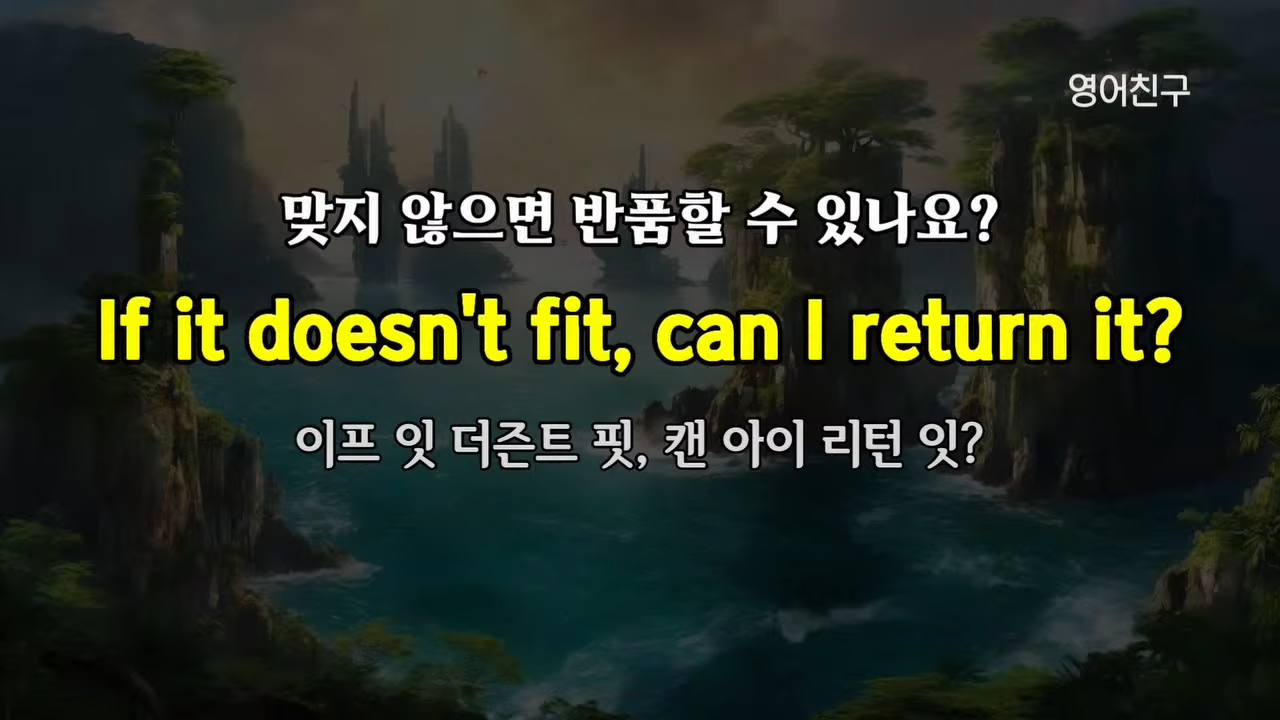 영어친구
맞지 않으면 반품할 수 있나요?
If it doesn't fit, can I return it?
이프 잇 더즌트 핏, 캔 아이 리턴 잇?